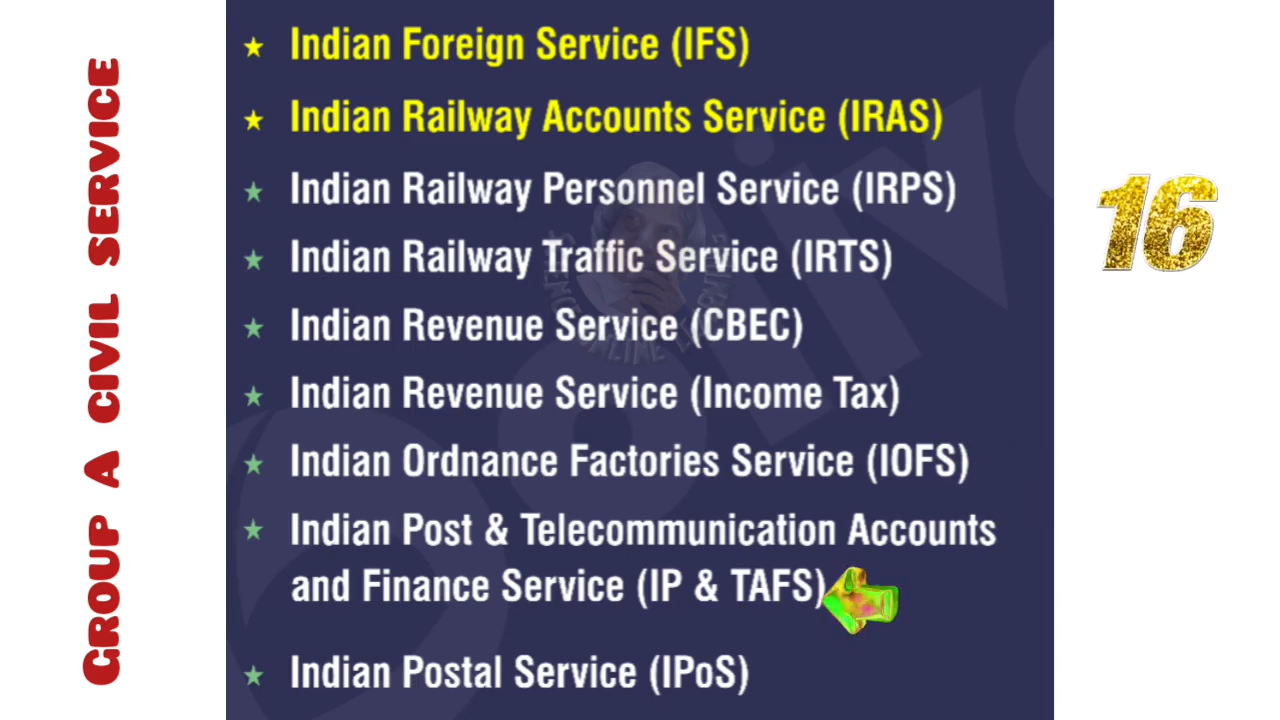 GROUP A CIVIL SERVICE
★ Indian Foreign Service (IFS)
★ Indian Railway Accounts Service (IRAS)
★ Indian Railway Personnel Service (IRPS)
★ Indian Railway Traffic Service (IRTS)
★ Indian Revenue Service (CBEC)
★ Indian Revenue Service (Income Tax)
★ Indian Ordnance Factories Service (IOFS)
★ Indian Post & Telecommunication Accounts
and Finance Service (IP & TAFS)
★ Indian Postal Service (IPoS)
16